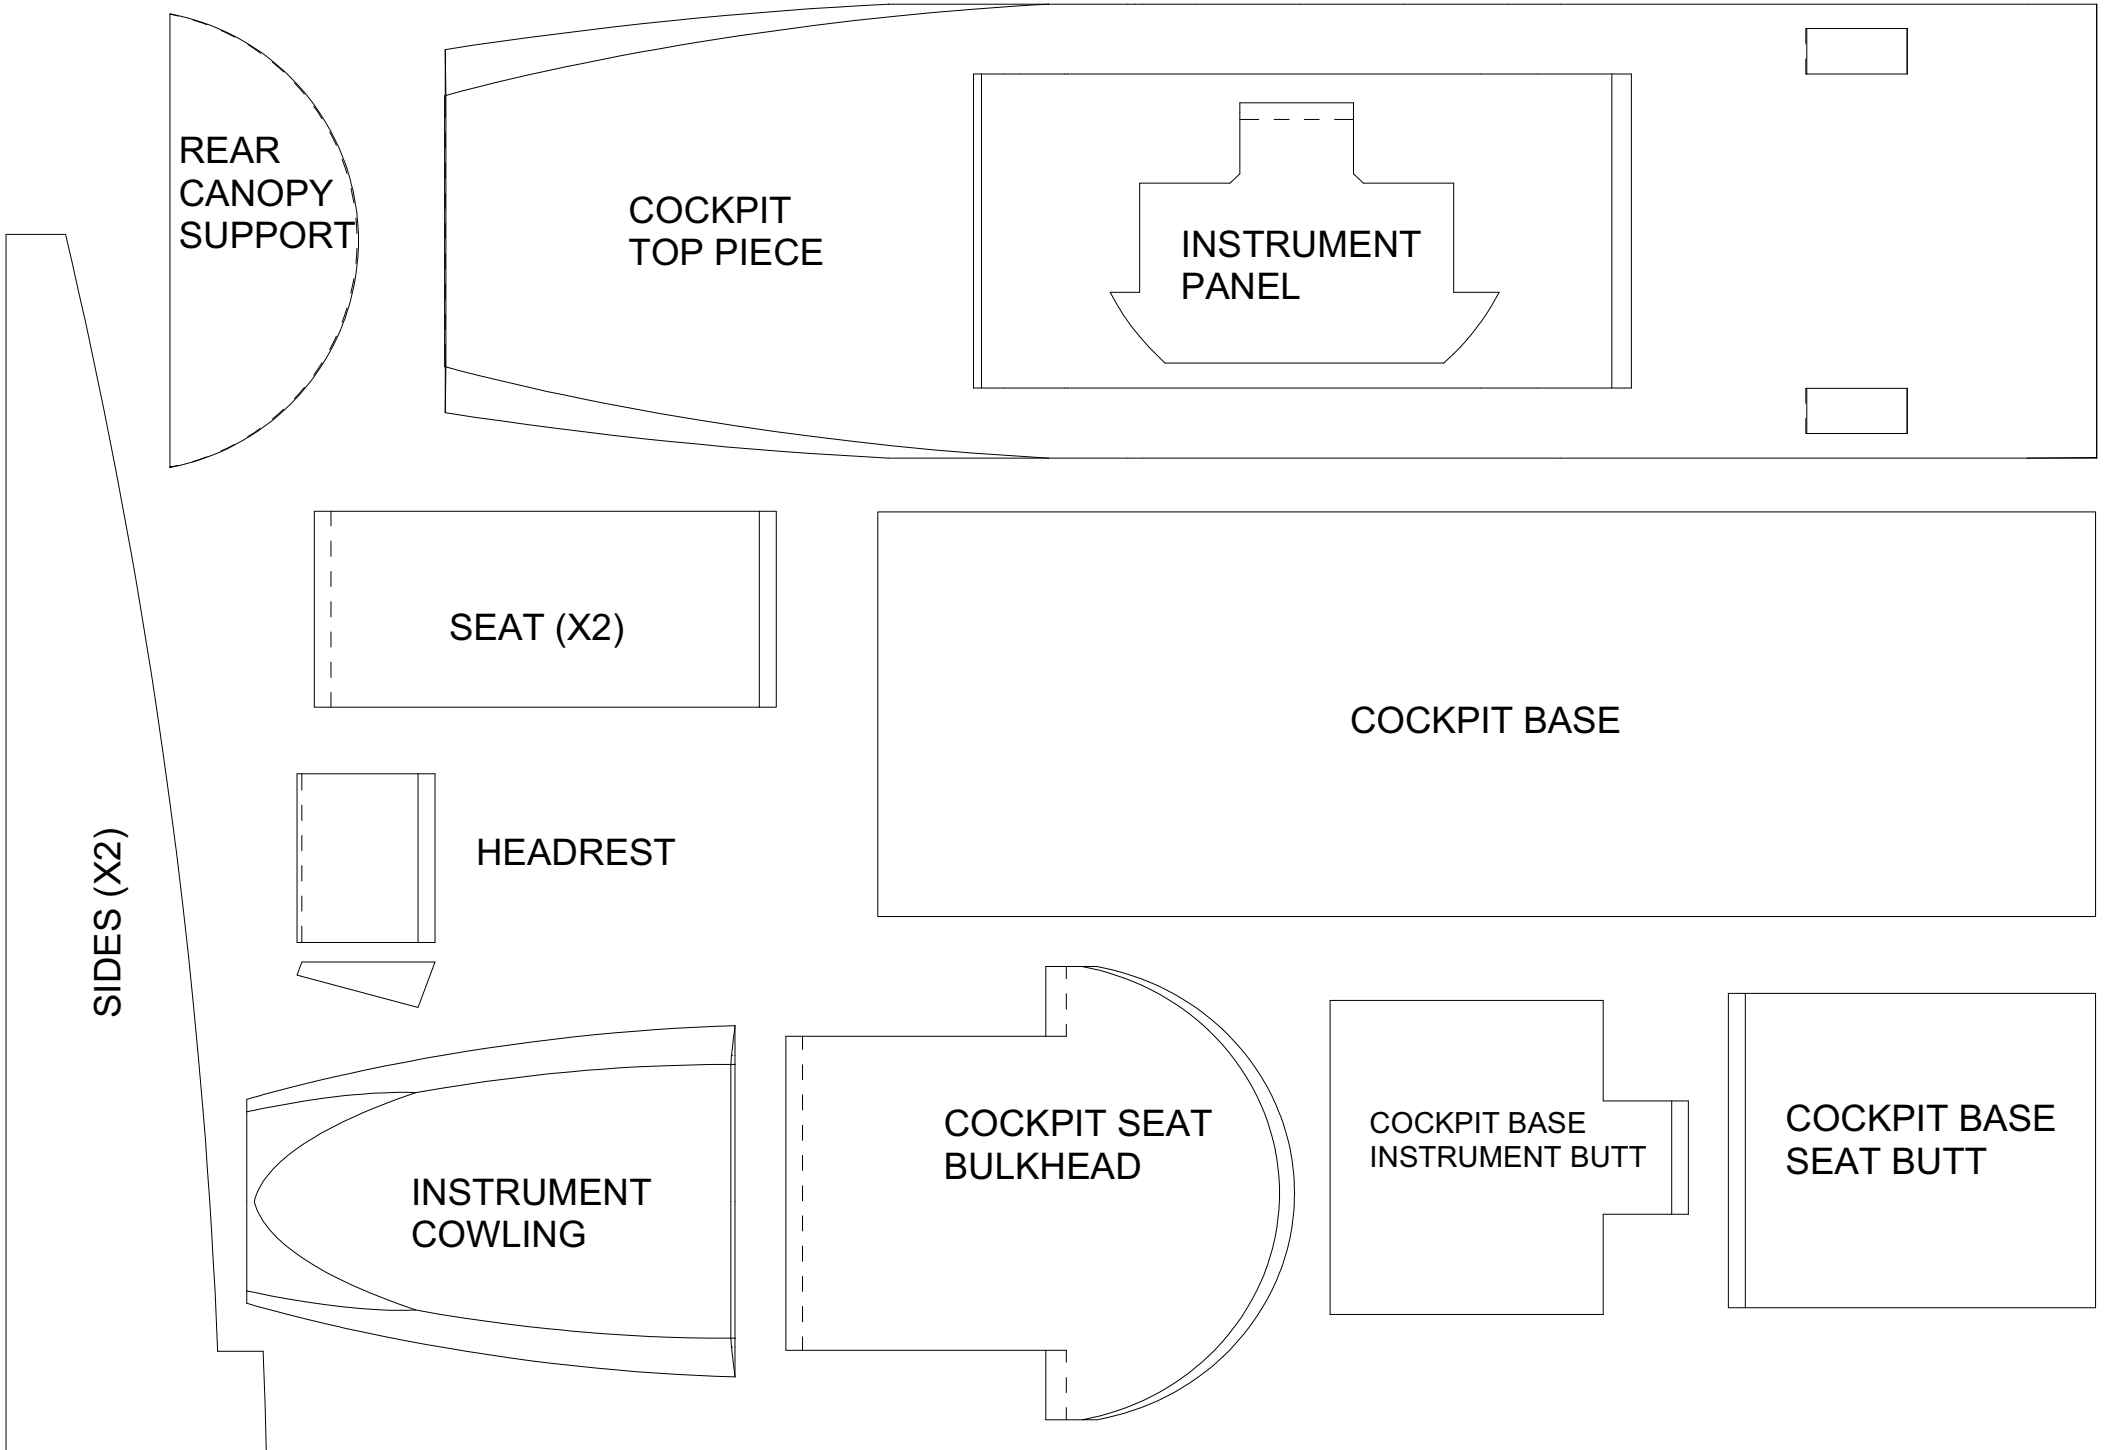 REAR
CANOPY
SUPPORT
COCKPIT
TOP PIECE
INSTRUMENT
PANEL
SEAT (X2)
COCKPIT BASE
SIDES (X2)
HEADREST
INSTRUMENT
COWLING
COCKPIT SEAT
BULKHEAD
COCKPIT BASE
INSTRUMENT BUTT
COCKPIT BASE
SEAT BUTT